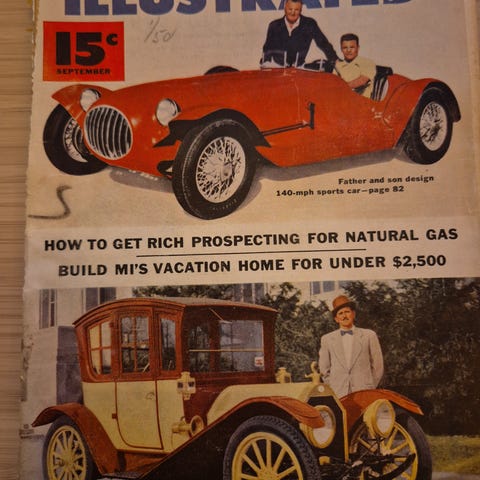 ILLUSTRATED
15c
SEPTEMBER
1/50
Father and son design
140-mph sports car—page 82
S
HOW TO GET RICH PROSPECTING FOR NATURAL GAS
BUILD MI'S VACATION HOME FOR UNDER $2,500